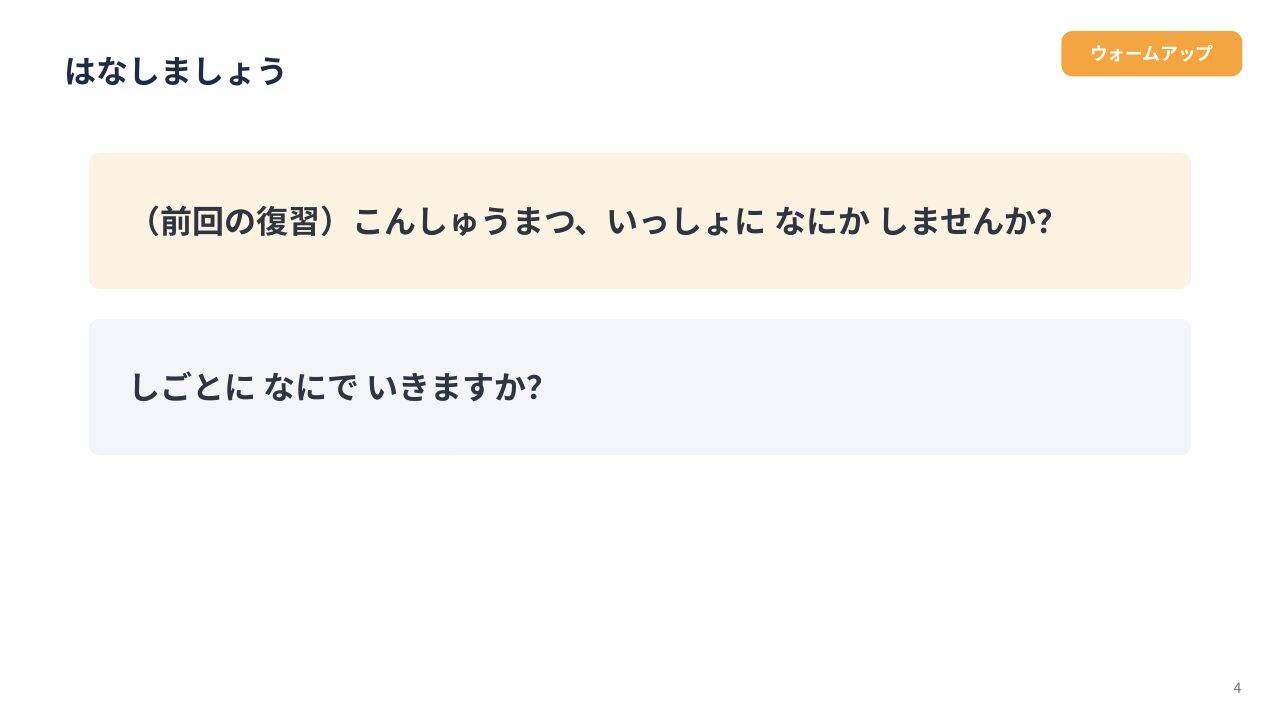 はなしましょう
ウォームアップ
（前回の復習）こんしゅうまつ、いっしょに なにか しませんか?
しごとに なにで いきますか?
4